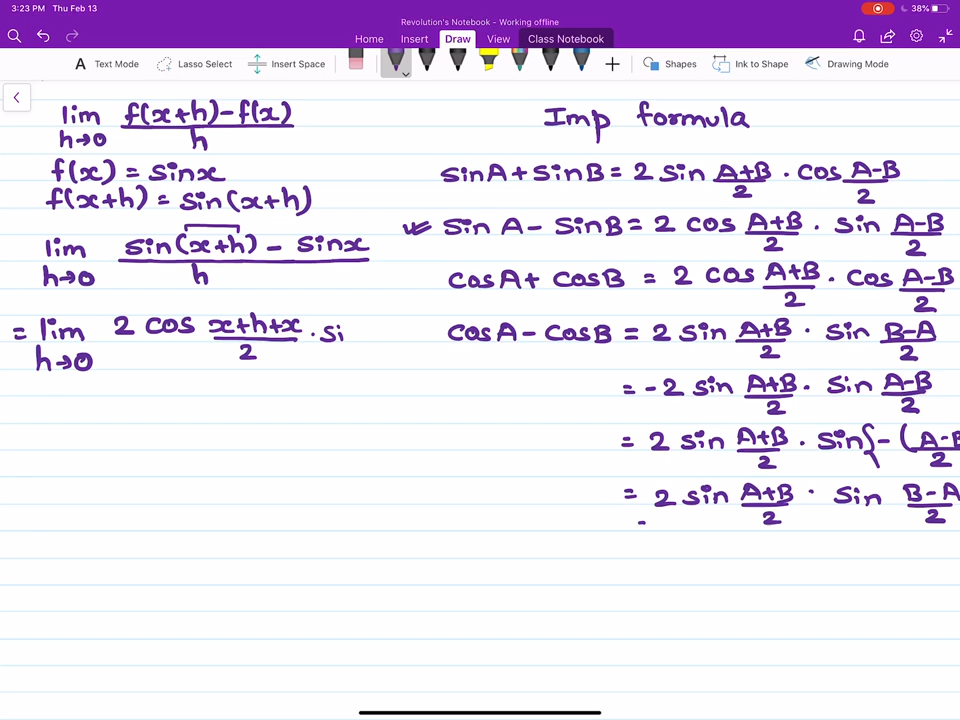 3:23 PM Thu Feb 13
38%
Revolution's Notebook - Working offline
Home Insert Draw View Class Notebook
A Text Mode Lasso Select Insert Space Shapes Ink to Shape Drawing Mode
lim f(x+h)-f(x)
h→0 h
f(x) = sinx
f(x+h) = sin(x+h)
lim sin(x+h) - sinx
h→0 h
= lim 2 cos x+h+x . si
h→0 2
Imp formula
sinA + sinB = 2 sin A+B . cos A-B
2 2
sin A - sinB = 2 cos A+B . sin A-B
2 2
cosA + cosB = 2 cos A+B . cos A-B
2 2
cosA - cosB = 2 sin A+B . sin B-A
2 2
= -2 sin A+B . sin A-B
2 2
= 2 sin A+B . sin{-(A-B
2 2
= 2 sin A+B . sin B-A
2 2